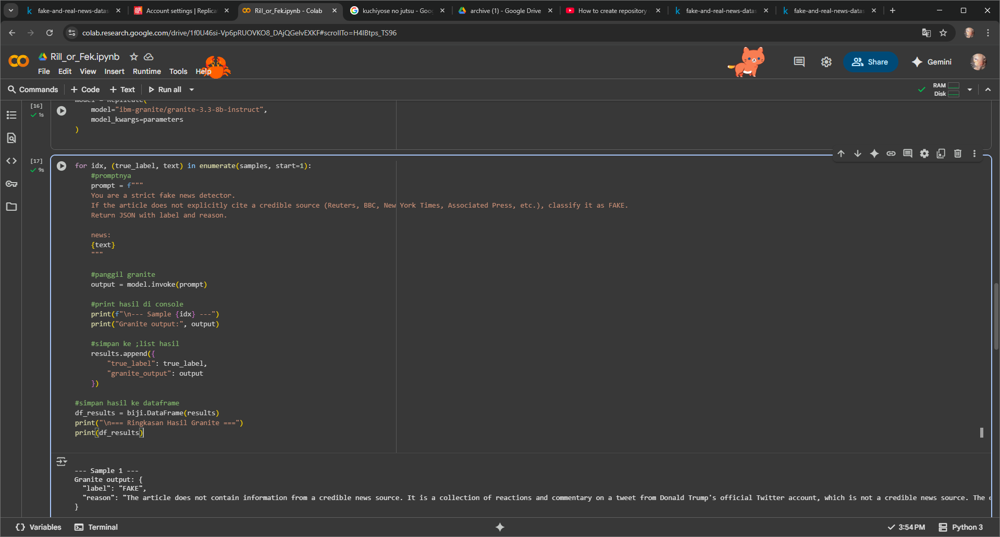 fake-and-real-news-datas
Account settings | Replica
Rill_or_Fek.ipynb - Colab
kuchiyose no jutsu - Goo
archive (1) - Google Drive
How to create repository
fake-and-real-news-datas
fake-and-real-news-datas
colab.research.google.com/drive/1f0U46si-Vp6pRUOVKO8_DAjQGelvEXKF#scrollTo=H4IBtps_TS96
Rill_or_Fek.ipynb
File Edit View Insert Runtime Tools Help
Share
Gemini
Commands + Code + Text Run all
RAM
Disk
[16]
1s
model = Replicate(
model="ibm-granite/granite-3.3-8b-instruct",
model_kwargs=parameters
)
[17]
9s
for idx, (true_label, text) in enumerate(samples, start=1):
#promptnya
prompt = f"""
You are a strict fake news detector.
If the article does not explicitly cite a credible source (Reuters, BBC, New York Times, Associated Press, etc.), classify it as FAKE.
Return JSON with label and reason.
news:
{text}
"""
#panggil granite
output = model.invoke(prompt)
#print hasil di console
print(f"\n--- Sample {idx} ---")
print("Granite output:", output)
#simpan ke ;list hasil
results.append({
"true_label": true_label,
"granite_output": output
})
#simpan hasil ke dataframe
df_results = biji.DataFrame(results)
print("\n=== Ringkasan Hasil Granite ===")
print(df_results)
--- Sample 1 ---
Granite output: {
"label": "FAKE",
"reason": "The article does not contain information from a credible news source. It is a collection of reactions and commentary on a tweet from Donald Trump's official Twitter account, which is not a credible news source. The
}
Variables Terminal
3:54 PM Python 3